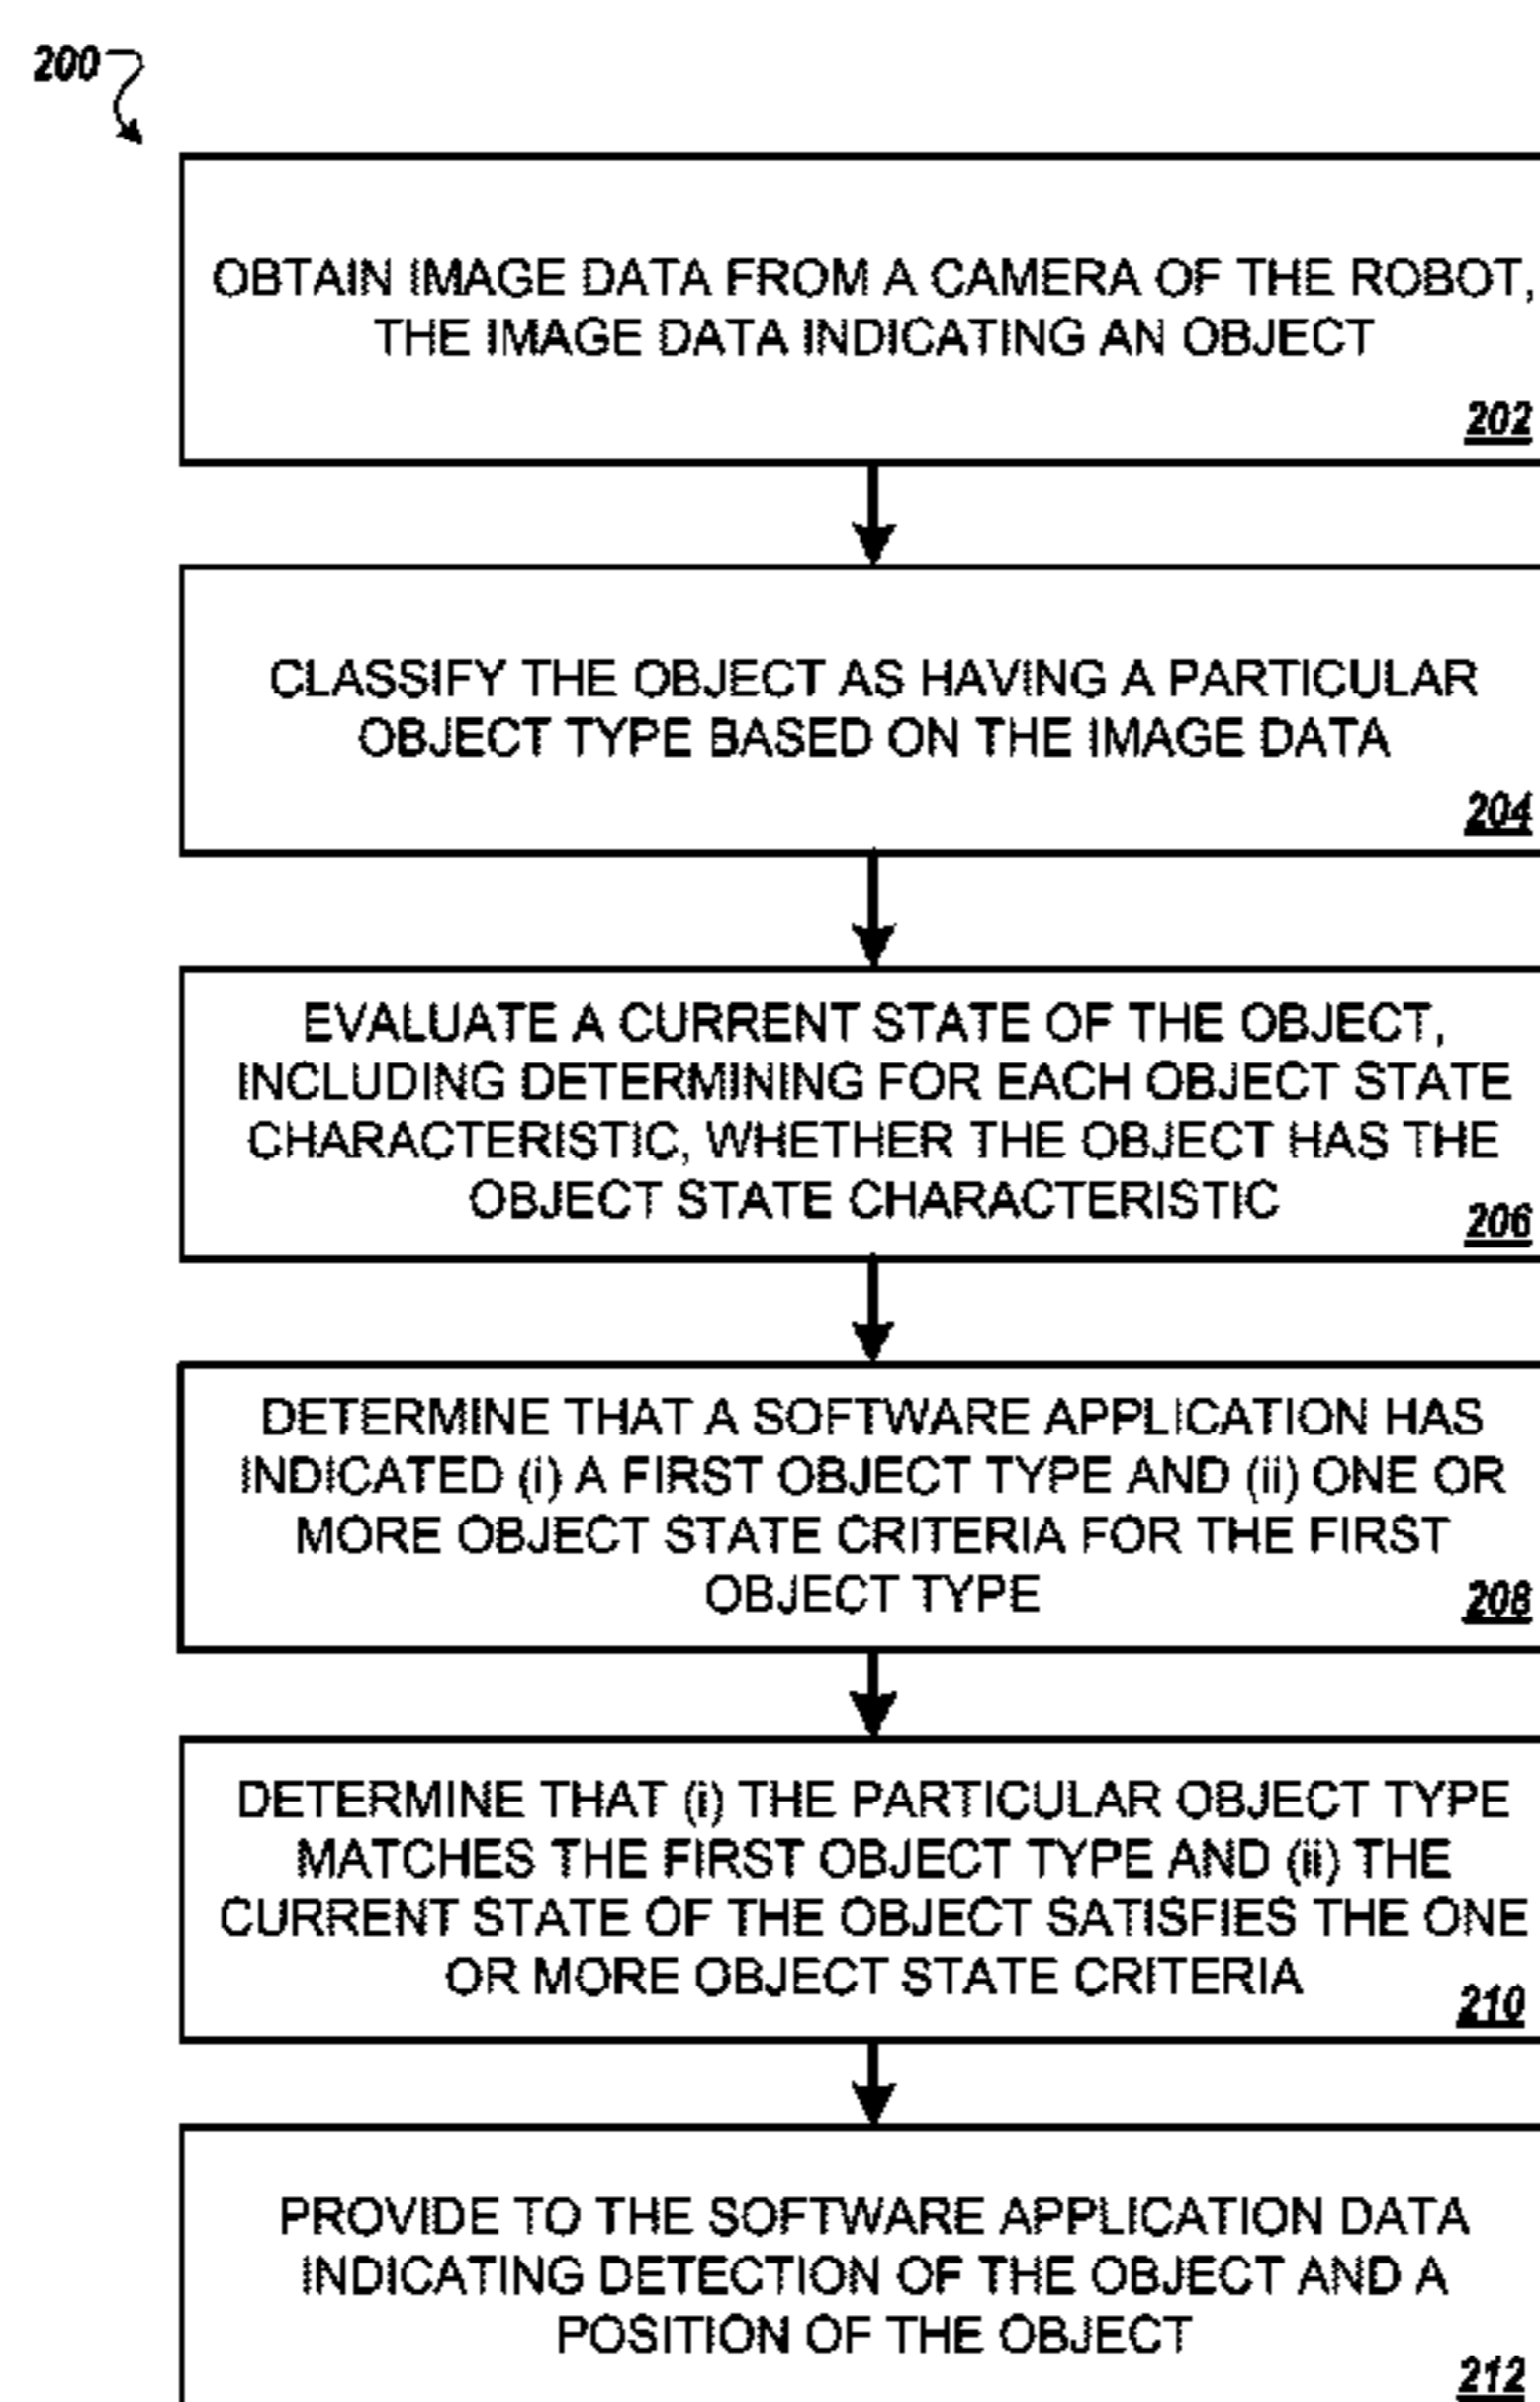 200
OBTAIN IMAGE DATA FROM A CAMERA OF THE ROBOT,
THE IMAGE DATA INDICATING AN OBJECT
202
CLASSIFY THE OBJECT AS HAVING A PARTICULAR
OBJECT TYPE BASED ON THE IMAGE DATA
204
EVALUATE A CURRENT STATE OF THE OBJECT,
INCLUDING DETERMINING FOR EACH OBJECT STATE
CHARACTERISTIC, WHETHER THE OBJECT HAS THE
OBJECT STATE CHARACTERISTIC
206
DETERMINE THAT A SOFTWARE APPLICATION HAS
INDICATED (i) A FIRST OBJECT TYPE AND (ii) ONE OR
MORE OBJECT STATE CRITERIA FOR THE FIRST
OBJECT TYPE
208
DETERMINE THAT (i) THE PARTICULAR OBJECT TYPE
MATCHES THE FIRST OBJECT TYPE AND (ii) THE
CURRENT STATE OF THE OBJECT SATISFIES THE ONE
OR MORE OBJECT STATE CRITERIA
210
PROVIDE TO THE SOFTWARE APPLICATION DATA
INDICATING DETECTION OF THE OBJECT AND A
POSITION OF THE OBJECT
212